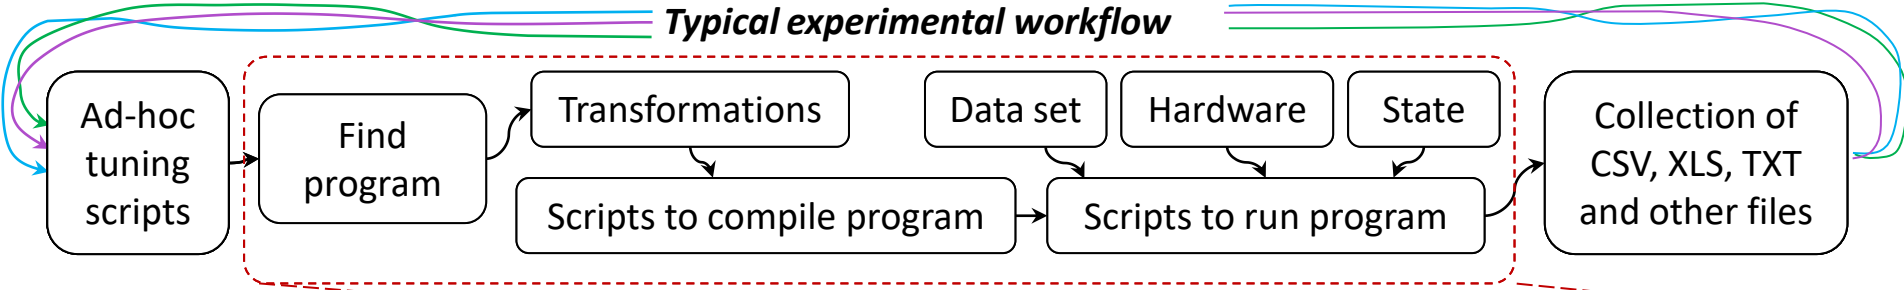 Typical experimental workflow
Ad-hoc
tuning
scripts
Find
program
Transformations
Data set
Hardware
State
Scripts to compile program
Scripts to run program
Collection of
CSV, XLS, TXT
and other files